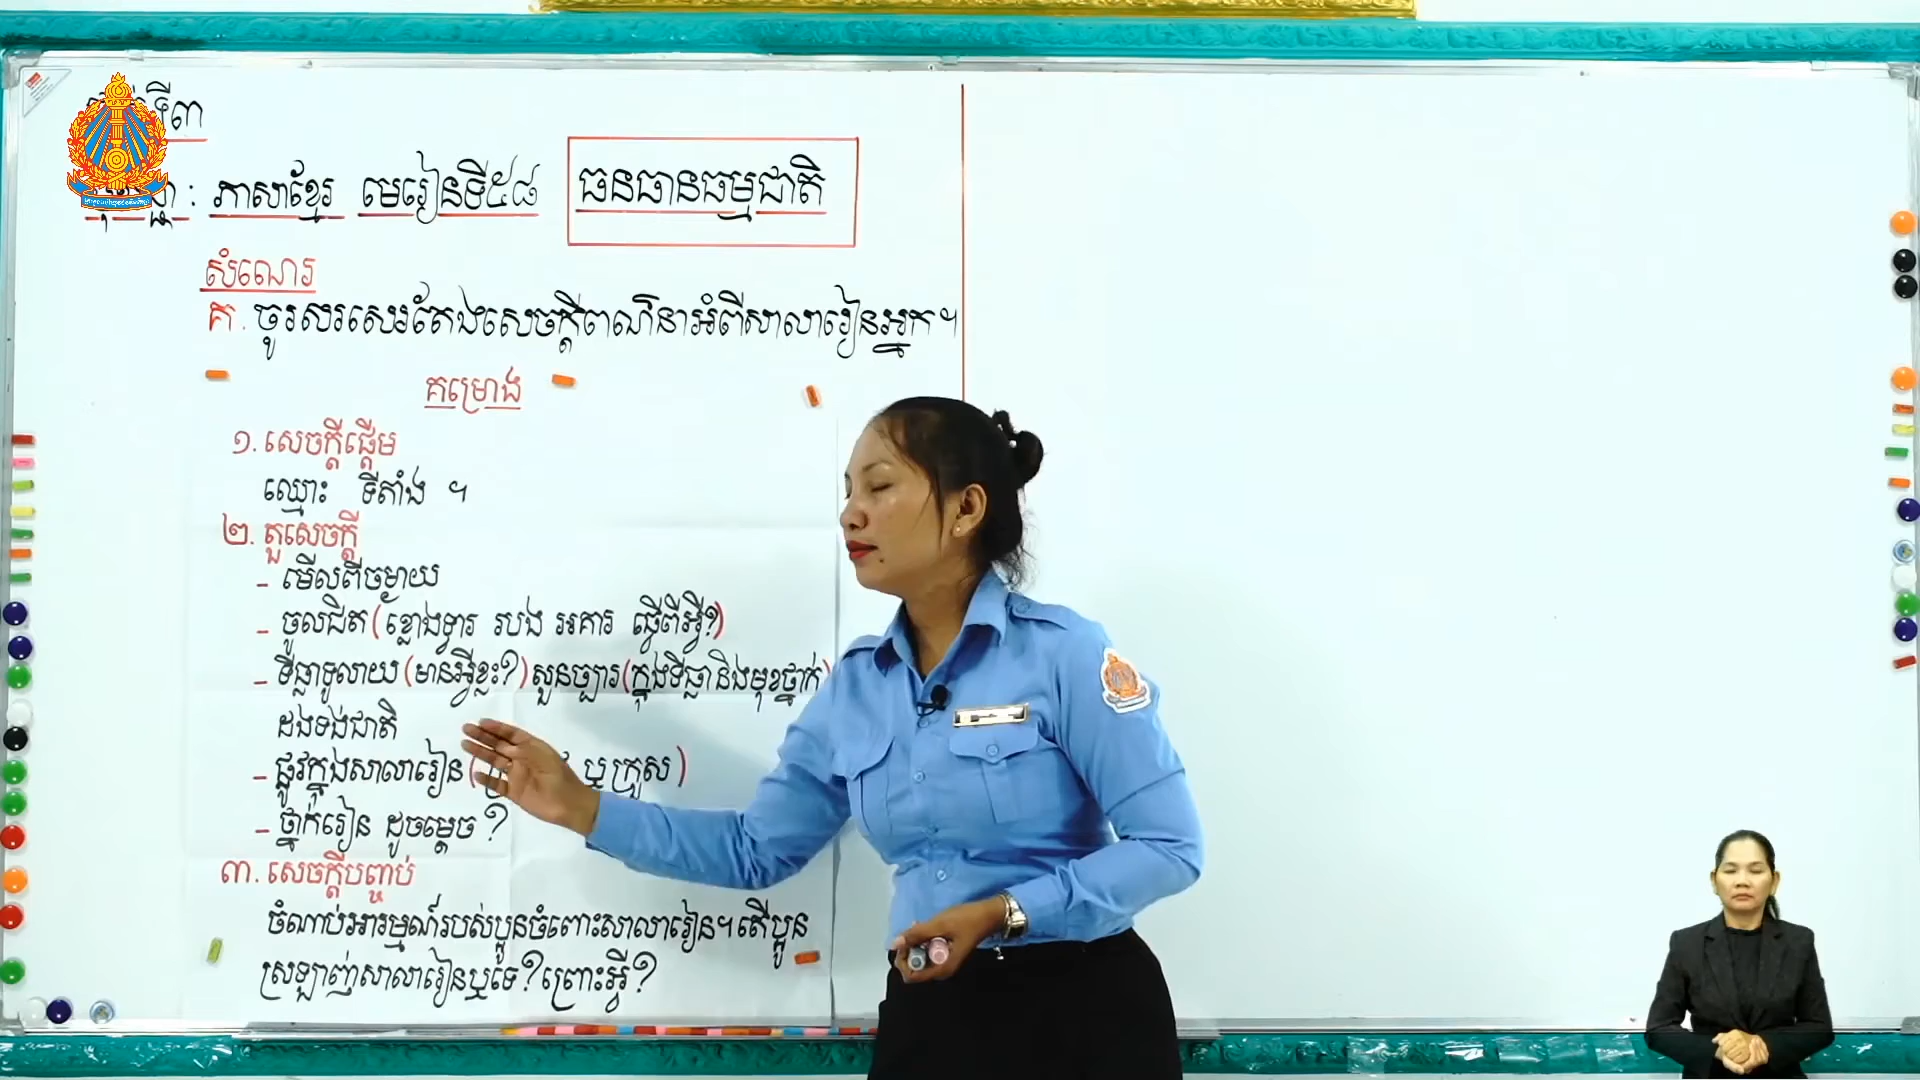 ទី៣
: ភាសាខ្មែរ មេរៀនទី៥៨ ធនធានធម្មជាតិ
សំណេរ
គ. ចូរសរសេរតែងសេចក្ដីពណ៌នាអំពីសាលារៀនអ្នក។
គម្រោង
១. សេចក្ដីផ្ដើម
ឈ្មោះ ទីតាំង ។
២. តួសេចក្ដី
- មើលពីចម្ងាយ
- ចូលជិត (ខ្លោងទ្វារ របង អគារ ធ្វើពីអ្វី?)
- ទីធ្លាទូលាយ (មានអ្វីខ្លះ?) សួនច្បារ (ក្នុងទីធ្លានិងមុខថ្នាក់)
ដងទង់ជាតិ
- ផ្លូវក្នុងសាលារៀន ( ឬក្រួស)
- ថ្នាក់រៀន ដូចម្ដេច?
៣. សេចក្ដីបញ្ចប់
ចំណាប់អារម្មណ៍របស់ប្អូនចំពោះសាលារៀន។ តើប្អូន
ស្រឡាញ់សាលារៀនឬទេ? ព្រោះអ្វី?